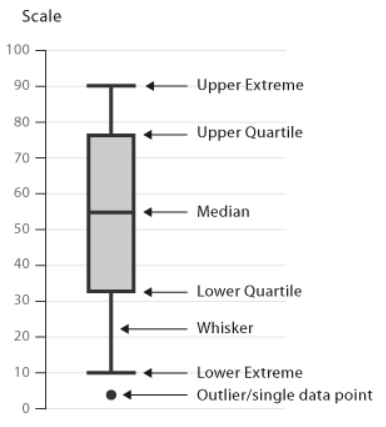 Scale
100
90
Upper Extreme
80
Upper Quartile
70
60
Median
50
40
Lower Quartile
30
Whisker
20
10
Lower Extreme
Outlier/single data point
0